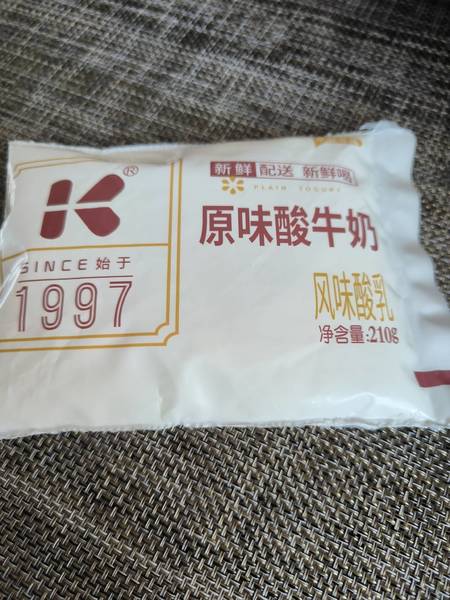 K®
SINCE 始于
1997
新鲜 配送 新鲜喝
PLAIN YOGURT
原味酸牛奶
风味酸乳
净含量:210g